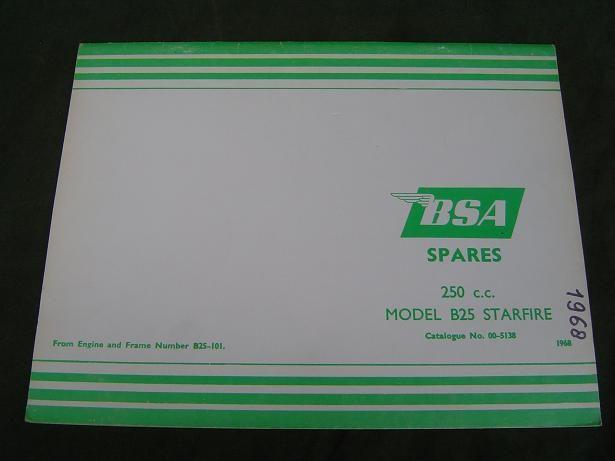 BSA
SPARES
250 c.c.
MODEL B25 STARFIRE
Catalogue No. 00-5138
From Engine and Frame Number B25-101.
1968
1968